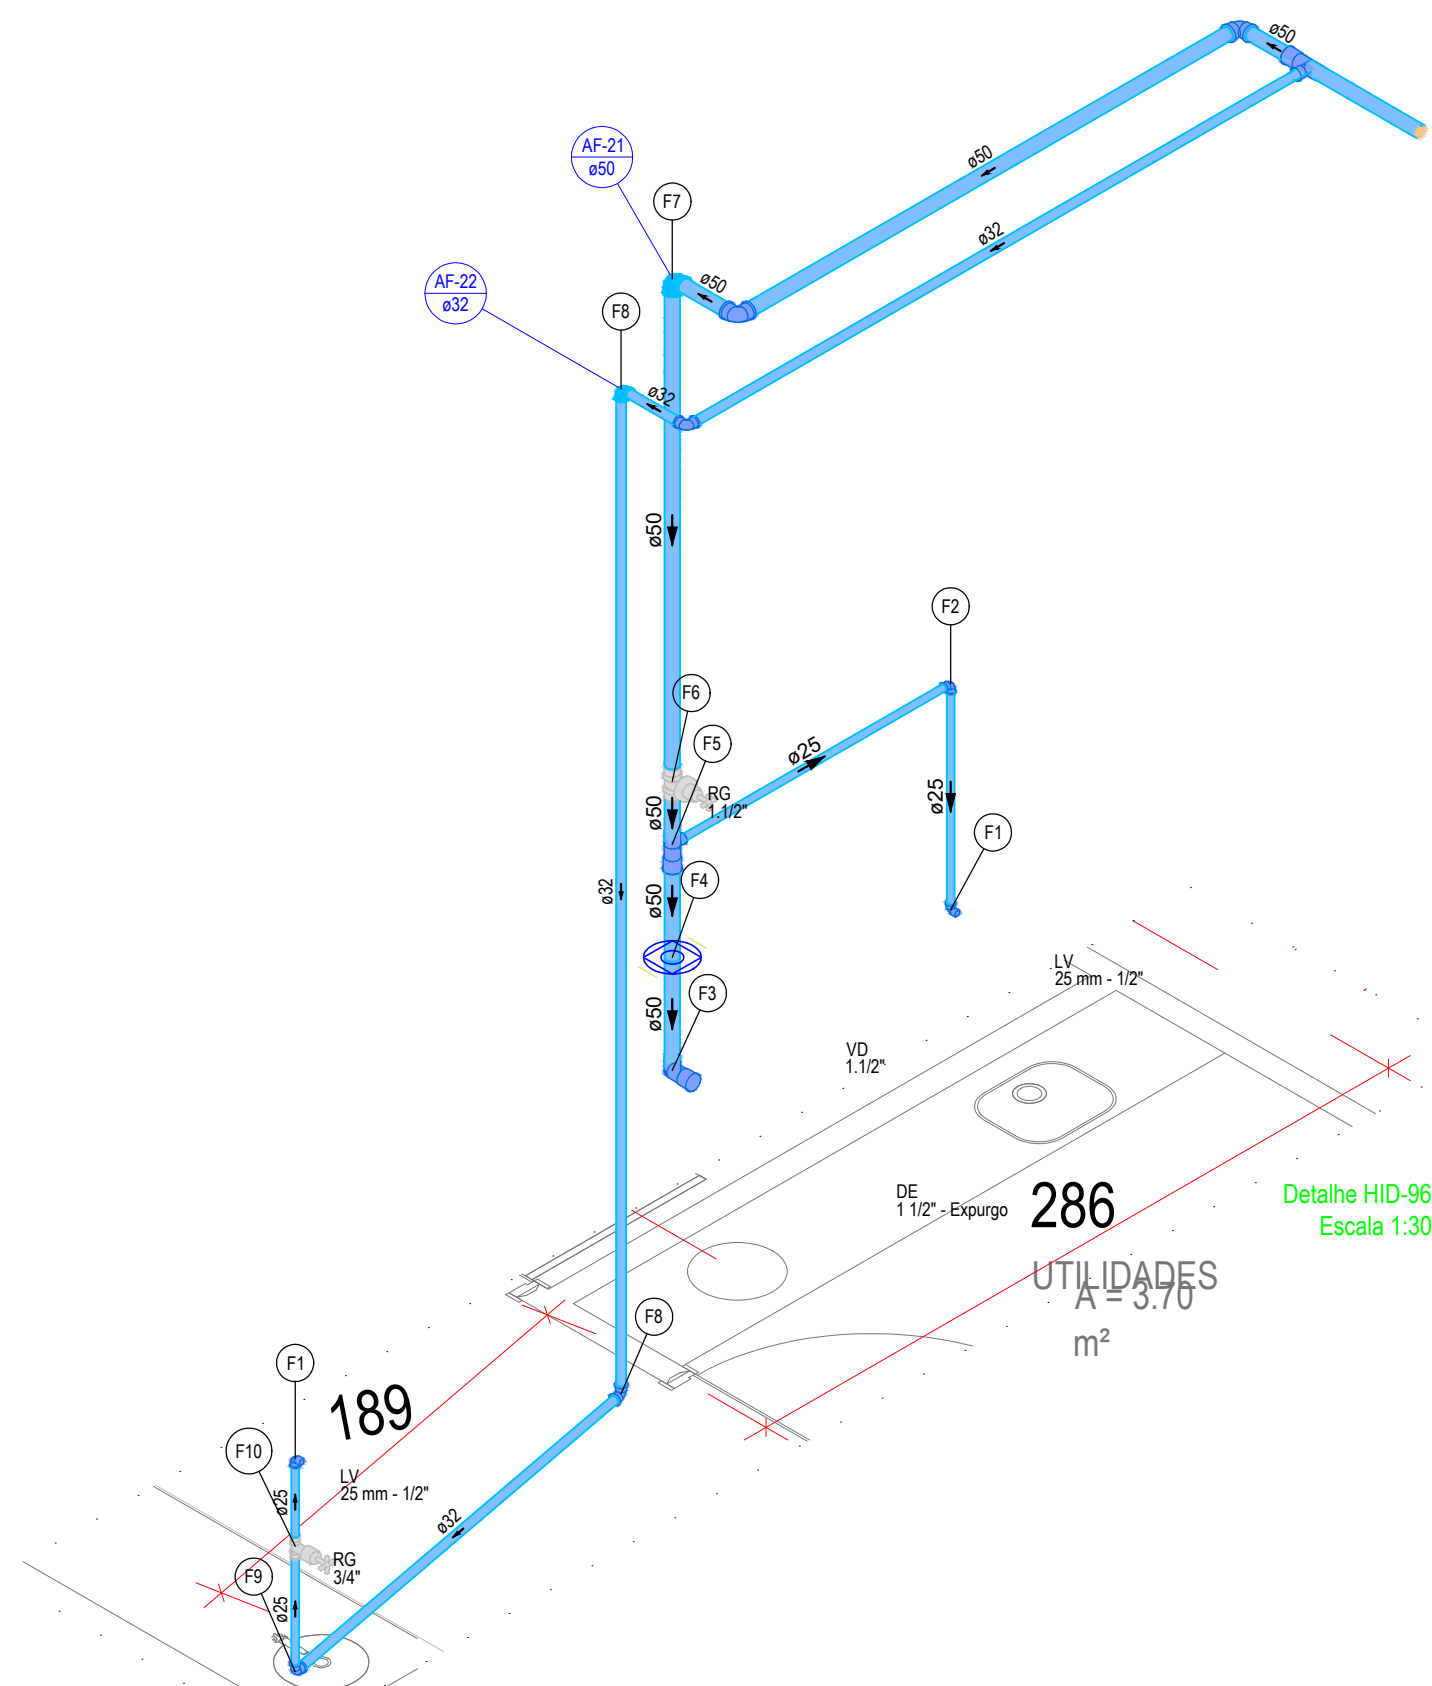 ø50
AF-21
ø50
ø50
F7
ø32
AF-22
ø32
ø50
F8
ø32
ø50
F2
F6
F5
ø25
RG
1.1/2"
ø50
ø25
F1
F4
ø32
ø50
LV
25 mm - 1/2"
F3
ø50
VD
1.1/2"
DE
1 1/2" - Expurgo
286
Detalhe HID-96
Escala 1:30
UTILIDADES
A = 3.70
m²
F8
F1
189
F10
LV
25 mm - 1/2"
ø25
ø32
RG
3/4"
F9
ø25